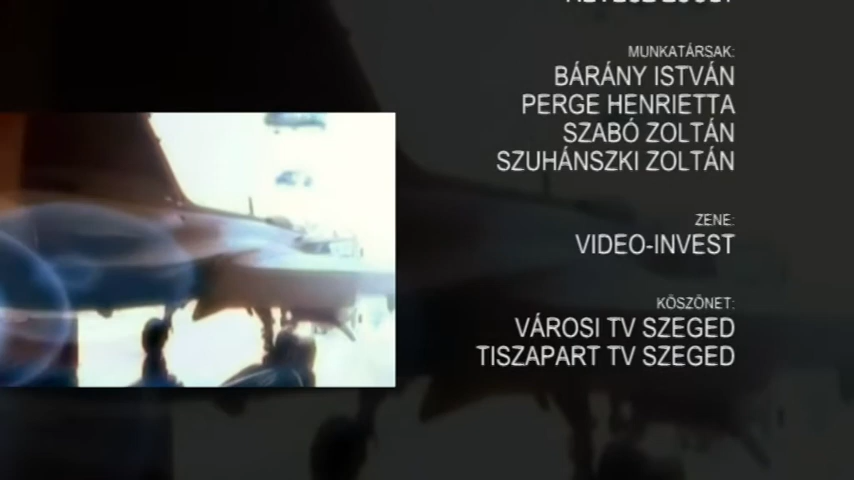 MUNKATÁRSAK:
BÁRÁNY ISTVÁN
PERGE HENRIETTA
SZABÓ ZOLTÁN
SZUHÁNSZKI ZOLTÁN
ZENE:
VIDEO-INVEST
KÖSZÖNET:
VÁROSI TV SZEGED
TISZAPART TV SZEGED